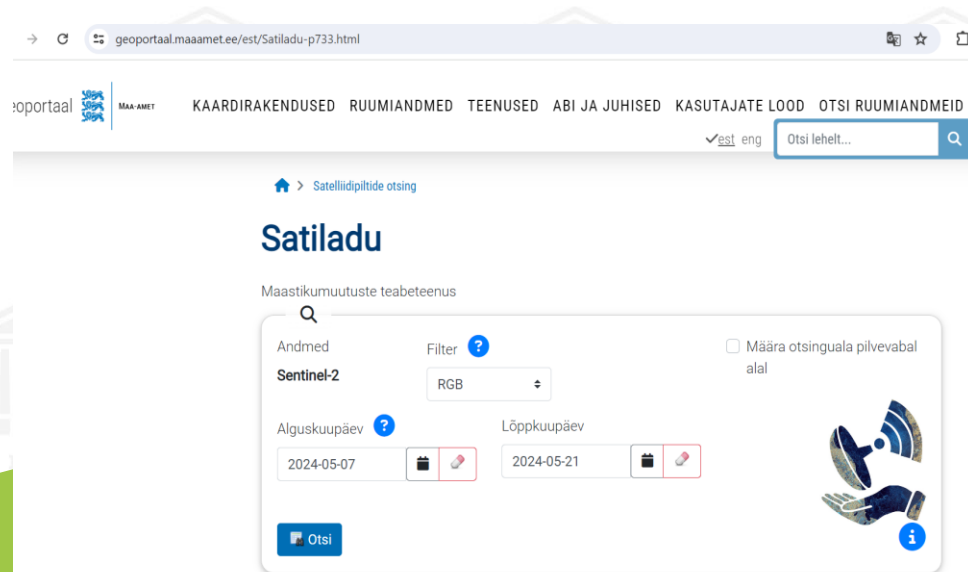 geoportaal.maaamet.ee/est/Satiladu-p733.html
eoportaal MAA-AMET KAARDIRAKENDUSED RUUMIANDMED TEENUSED ABI JA JUHISED KASUTAJATE LOOD OTSI RUUMIANDMEID
est eng Otsi lehelt...
> Satelliidipiltide otsing
Satiladu
Maastikumuutuste teabeteenus
Andmed Filter ? Määra otsinguala pilvevabal
Sentinel-2 RGB alal
Alguskuupäev ? Lõppkuupäev
2024-05-07 2024-05-21
Otsi
i